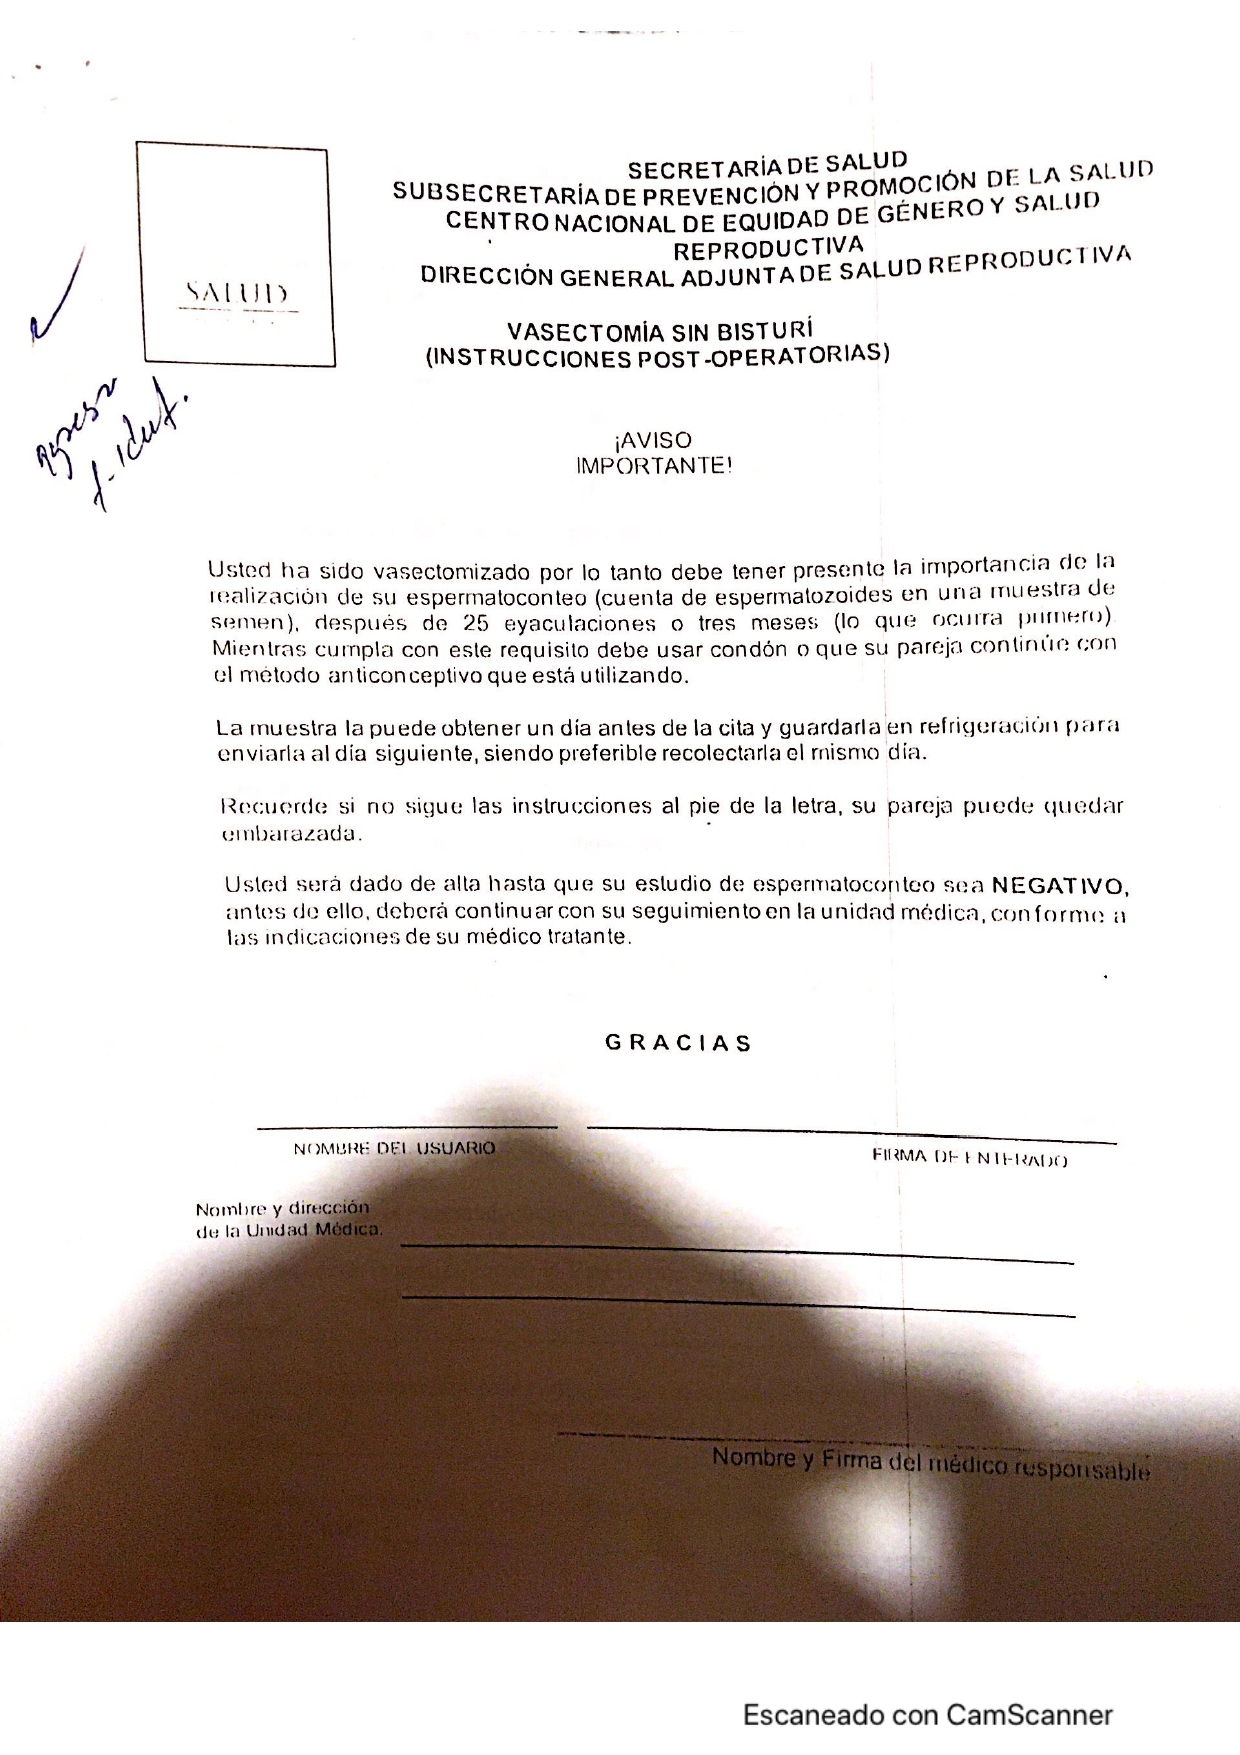 SECRETARÍA DE SALUD
SUBSECRETARÍA DE PREVENCIÓN Y PROMOCIÓN DE LA SALUD
CENTRO NACIONAL DE EQUIDAD DE GÉNERO Y SALUD
REPRODUCTIVA
DIRECCIÓN GENERAL ADJUNTA DE SALUD REPRODUCTIVA
SALUD
VASECTOMÍA SIN BISTURÍ
(INSTRUCCIONES POST-OPERATORIAS)
¡AVISO
IMPORTANTE!
Usted ha sido vasectomizado por lo tanto debe tener presente la importancia de la
realización de su espermatoconteo (cuenta de espermatozoides en una muestra de
semen), después de 25 eyaculaciones o tres meses (lo que ocurra primero)
Mientras cumpla con este requisito debe usar condón o que su pareja continúe con
el método anticonceptivo que está utilizando.
La muestra la puede obtener un día antes de la cita y guardarla en refrigeración para
enviarla al día siguiente, siendo preferible recolectarla el mismo día.
Recuerde si no sigue las instrucciones al pie de la letra, su pareja puede quedar
embarazada.
Usted será dado de alta hasta que su estudio de espermatoconteo sea NEGATIVO,
antes de ello, deberá continuar con su seguimiento en la unidad médica, conforme a
las indicaciones de su médico tratante.
GRACIAS
NOMBRE DEL USUARIO
FIRMA DE ENTERADO
Nombre y dirección
de la Unidad Médica.
Nombre y Firma del médico responsable
Escaneado con CamScanner